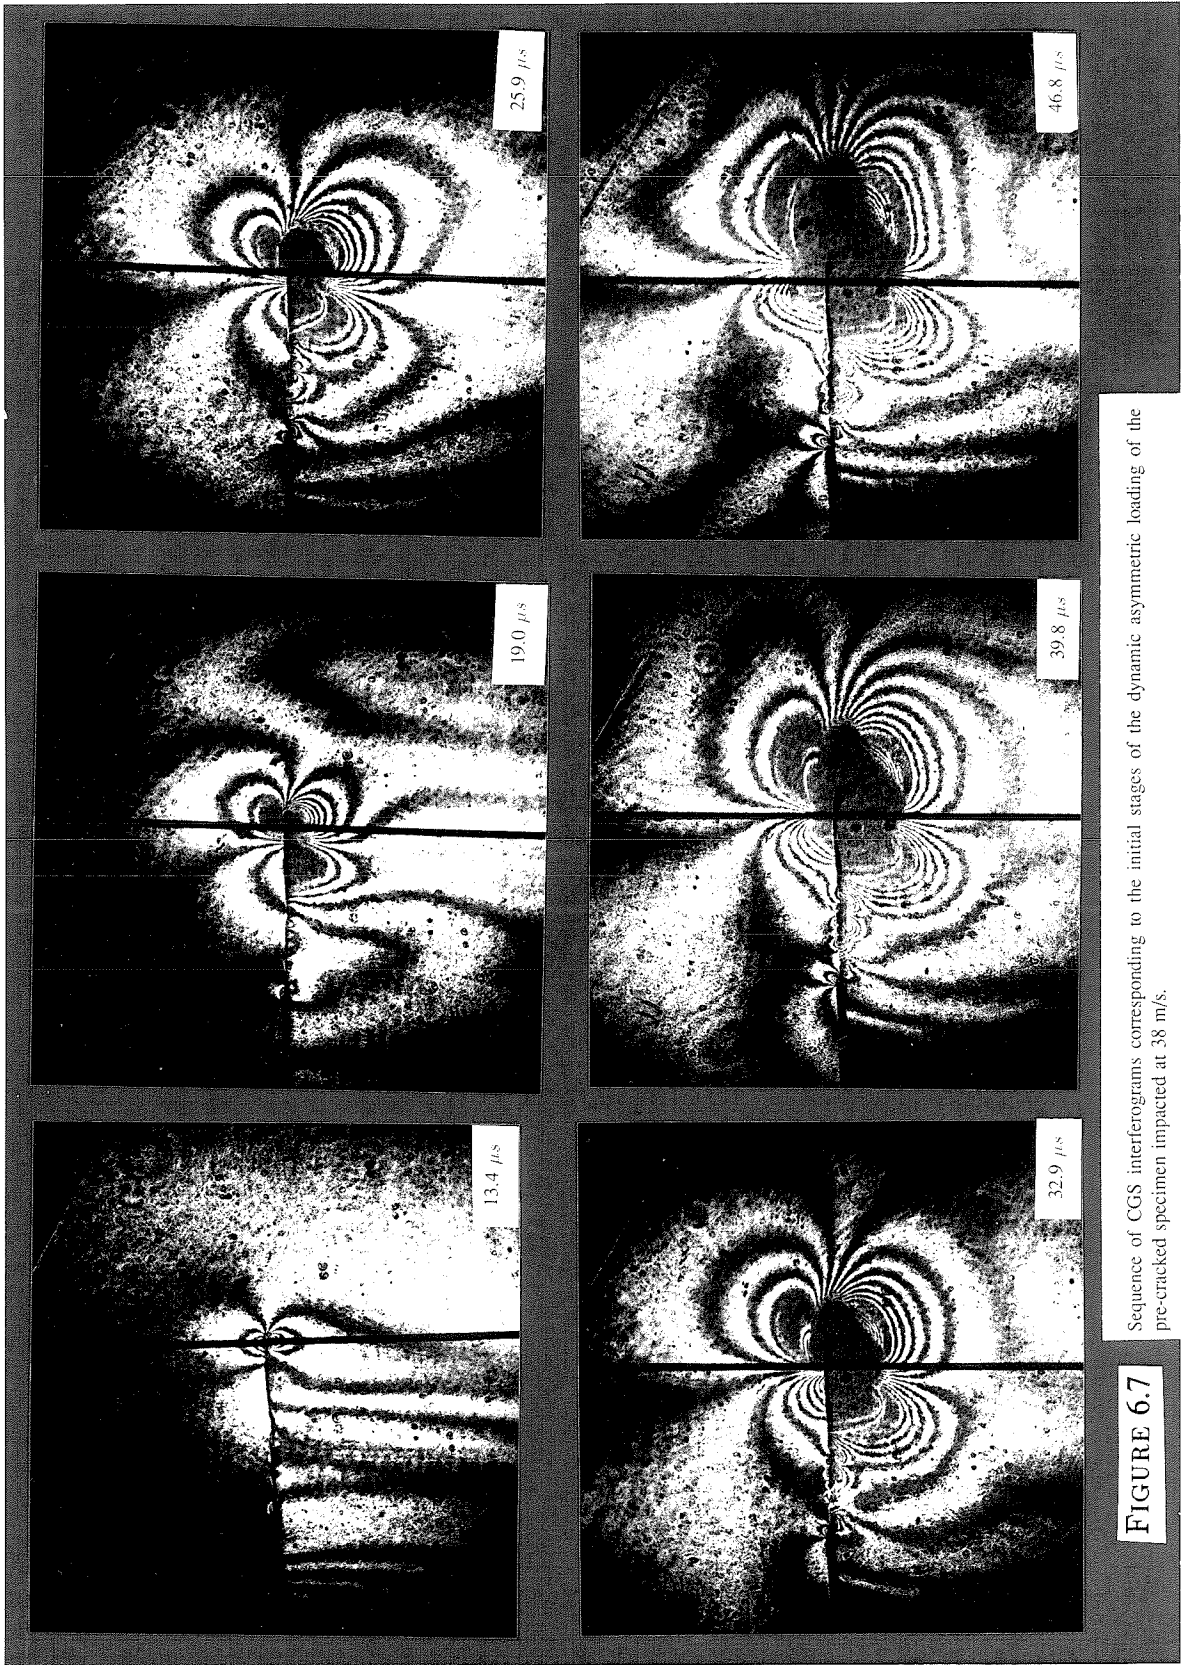 13.4 μs
19.0 μs
25.9 μs
32.9 μs
39.8 μs
46.8 μs
FIGURE 6.7
Sequence of CGS interferograms corresponding to the initial stages of the dynamic asymmetric loading of the
pre-cracked specimen impacted at 38 m/s.